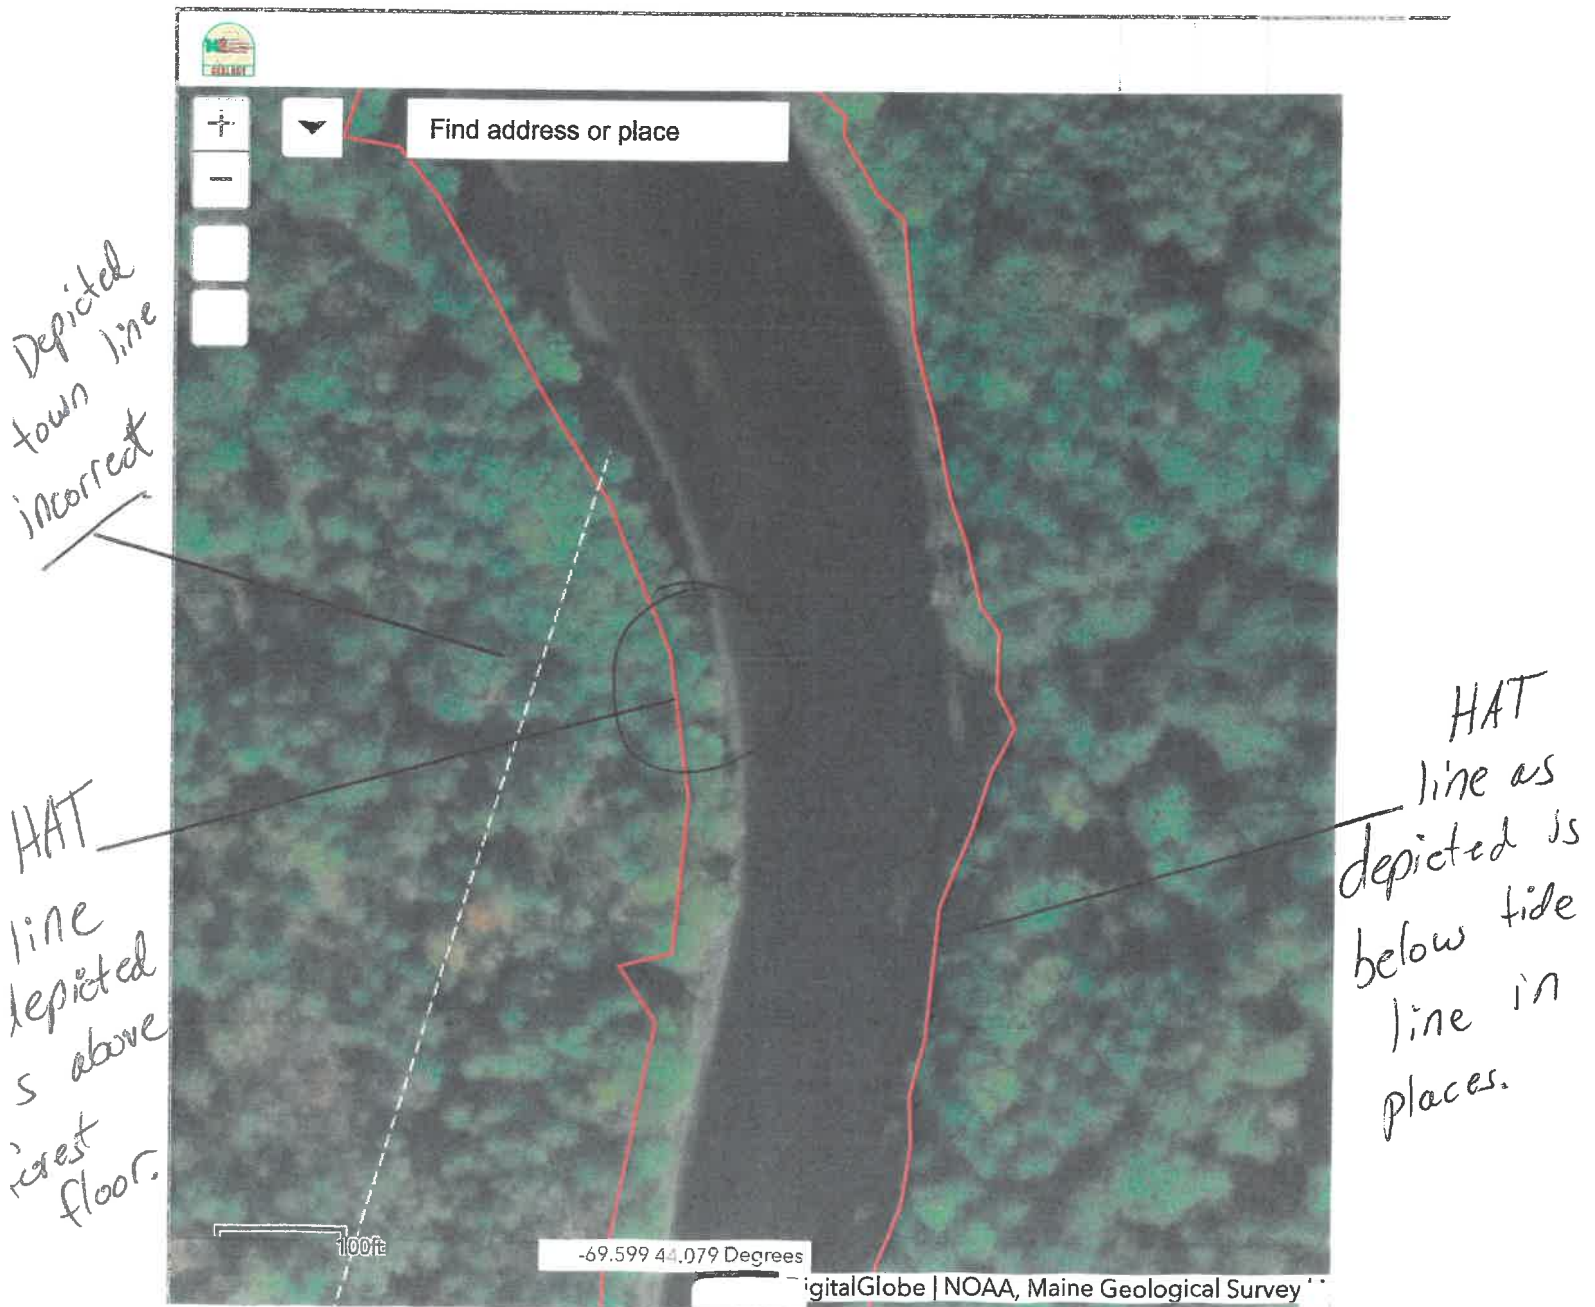 GEOLOGY
+
Find address or place
−
Depicted
town line
incorrect
HAT
line
depicted
s above
forest
floor.
HAT
line as
depicted is
below tide
line in
places.
100ft
-69.599 44.079 Degrees
igitalGlobe | NOAA, Maine Geological Survey